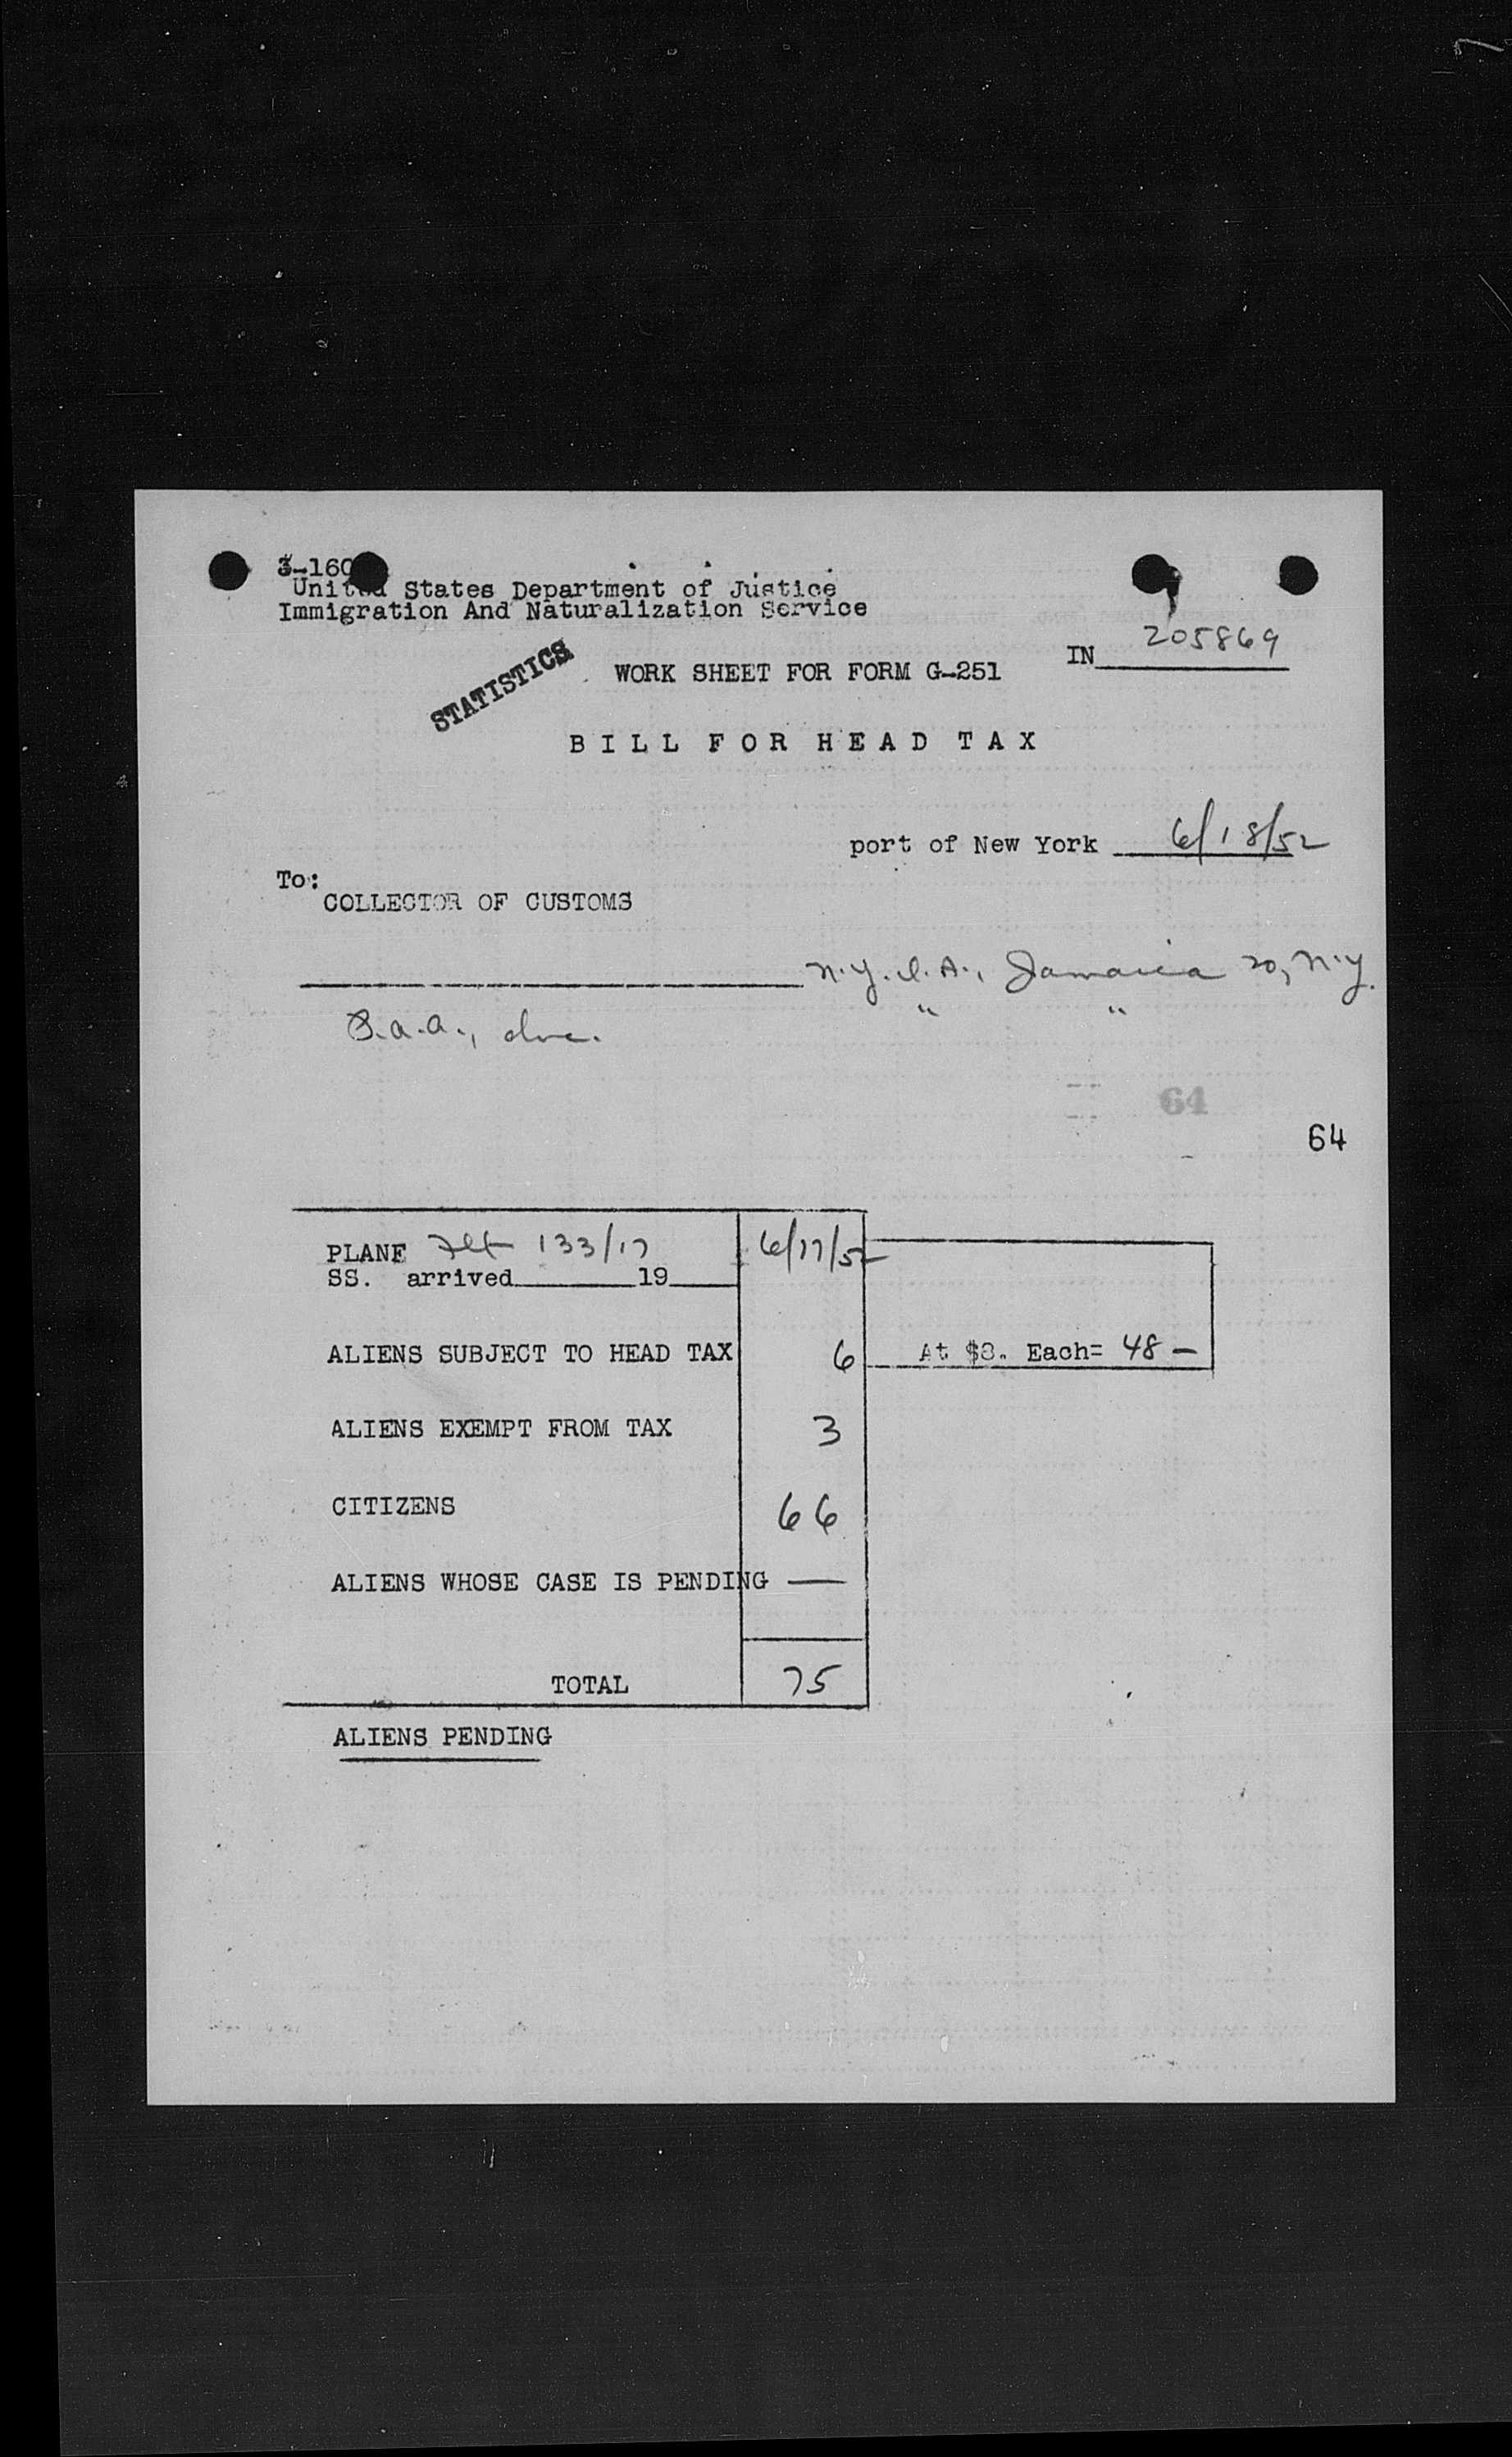 3-160
United States Department of Justice
Immigration And Naturalization Service
IN 205869
STATISTICS
WORK SHEET FOR FORM G-251
BILL FOR HEAD TAX
port of New York 6/18/52
To:
COLLECTOR OF CUSTOMS
N.Y.I.A., Jamaica 20, N.Y.
" "
64
64
PLANE Flt 133/17 6/17/52
SS. arrived 19
ALIENS SUBJECT TO HEAD TAX 6 At $8. Each= 48 —
ALIENS EXEMPT FROM TAX 3
CITIZENS 66
ALIENS WHOSE CASE IS PENDING —
TOTAL 75
ALIENS PENDING